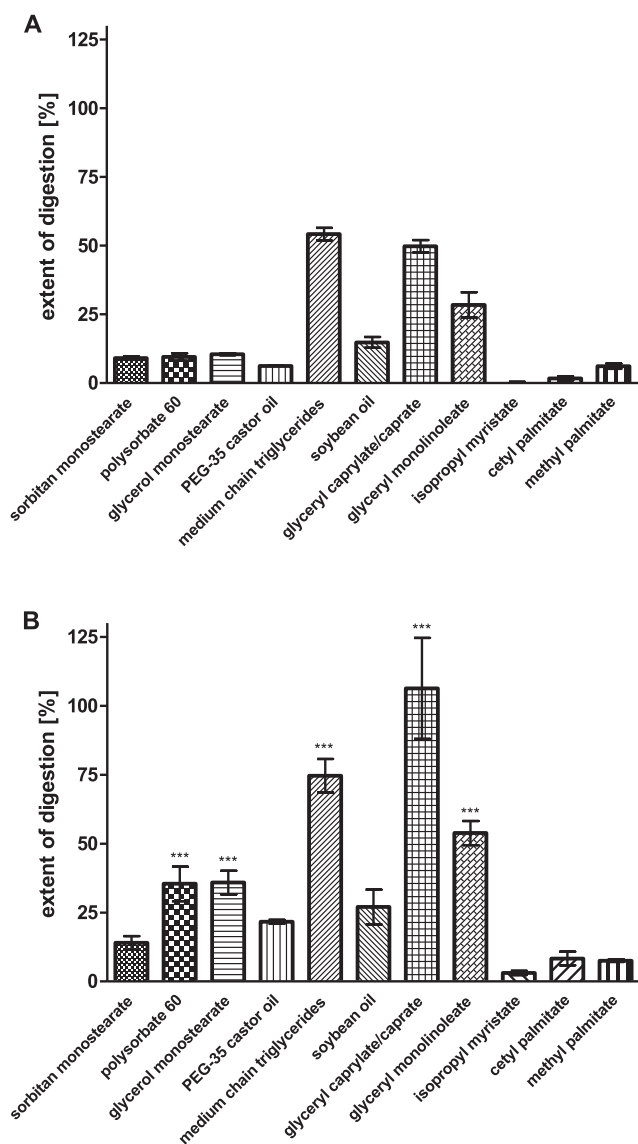 A
extent of digestion [%]
125
100
75
50
25
0
sorbitan monostearate
polysorbate 60
glycerol monostearate
PEG-35 castor oil
medium chain triglycerides
soybean oil
glyceryl caprylate/caprate
glyceryl monolinoleate
isopropyl myristate
cetyl palmitate
methyl palmitate
B
extent of digestion [%]
125
100
75
50
25
0
***
***
***
***
***
sorbitan monostearate
polysorbate 60
glycerol monostearate
PEG-35 castor oil
medium chain triglycerides
soybean oil
glyceryl caprylate/caprate
glyceryl monolinoleate
isopropyl myristate
cetyl palmitate
methyl palmitate